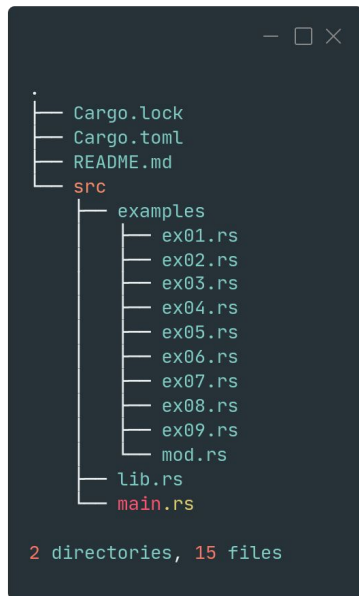 .
├── Cargo.lock
├── Cargo.toml
├── README.md
└── src
    ├── examples
    │   ├── ex01.rs
    │   ├── ex02.rs
    │   ├── ex03.rs
    │   ├── ex04.rs
    │   ├── ex05.rs
    │   ├── ex06.rs
    │   ├── ex07.rs
    │   ├── ex08.rs
    │   ├── ex09.rs
    │   └── mod.rs
    ├── lib.rs
    └── main.rs
2 directories, 15 files